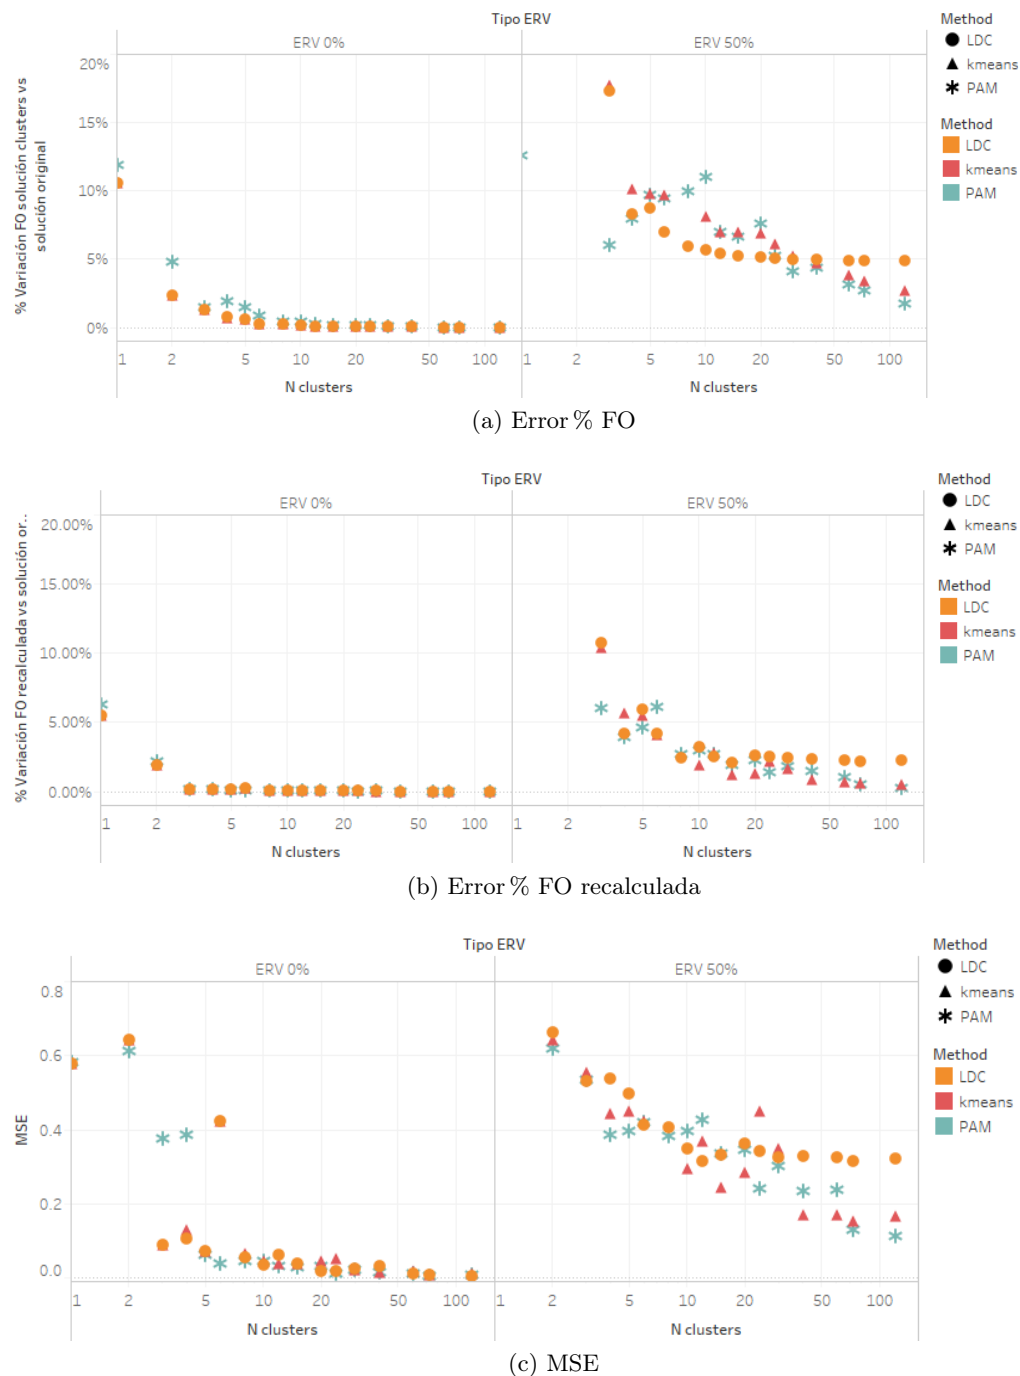 Tipo ERV
ERV 0%
ERV 50%
% Variación FO solución clusters vs
solución original
20%
15%
10%
5%
0%
1 2 5 10 20 50 100
1 2 5 10 20 50 100
N clusters
N clusters
Method
LDC
kmeans
PAM
Method
LDC
kmeans
PAM
(a) Error % FO
Tipo ERV
ERV 0%
ERV 50%
% Variación FO recalculada vs solución or..
20.00%
15.00%
10.00%
5.00%
0.00%
1 2 5 10 20 50 100
1 2 5 10 20 50 100
N clusters
N clusters
Method
LDC
kmeans
PAM
Method
LDC
kmeans
PAM
(b) Error % FO recalculada
Tipo ERV
ERV 0%
ERV 50%
MSE
0.8
0.6
0.4
0.2
0.0
1 2 5 10 20 50 100
1 2 5 10 20 50 100
N clusters
N clusters
Method
LDC
kmeans
PAM
Method
LDC
kmeans
PAM
(c) MSE